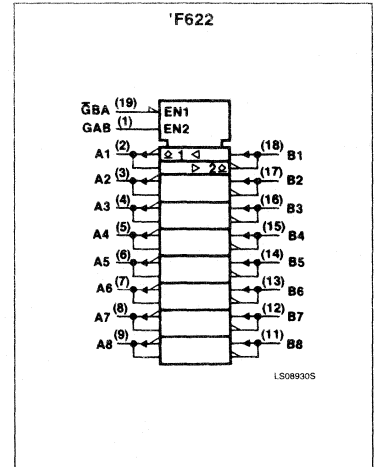 'F622
G̅BA (19) EN1
GAB (1) EN2
A1 (2) 1 (18) B1
A2 (3) 2 (17) B2
A3 (4) (16) B3
A4 (5) (15) B4
A5 (6) (14) B5
A6 (7) (13) B6
A7 (8) (12) B7
A8 (9) (11) B8
LS08930S